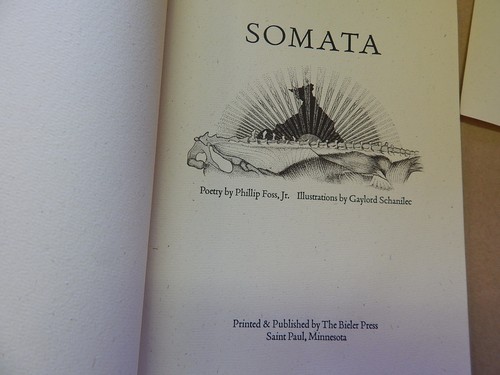 SOMATA
Poetry by Phillip Foss, Jr. Illustrations by Gaylord Schanilec
Printed & Published by The Bieler Press
Saint Paul, Minnesota